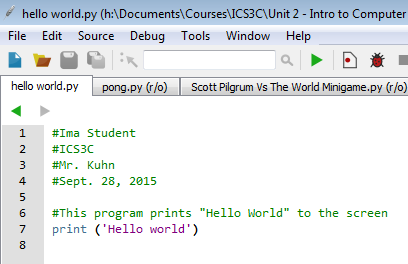 hello world.py (h:\Documents\Courses\ICS3C\Unit 2 - Intro to Computer
File Edit Source Debug Tools Window Help
hello world.py pong.py (r/o) Scott Pilgrum Vs The World Minigame.py (r/o)
1 #Ima Student
2 #ICS3C
3 #Mr. Kuhn
4 #Sept. 28, 2015
5
6 #This program prints "Hello World" to the screen
7 print ('Hello world')
8